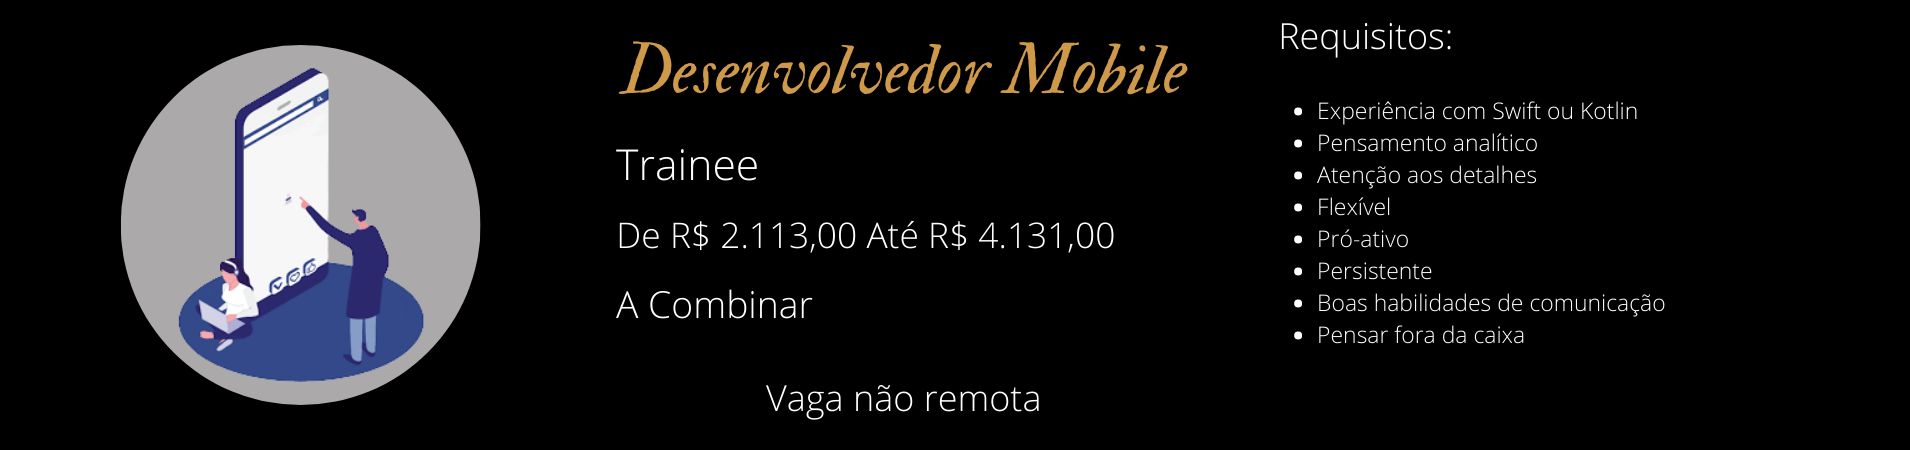 Desenvolvedor Mobile
Trainee
De R$ 2.113,00 Até R$ 4.131,00
A Combinar
Vaga não remota
Requisitos:
Experiência com Swift ou Kotlin
Pensamento analítico
Atenção aos detalhes
Flexível
Pró-ativo
Persistente
Boas habilidades de comunicação
Pensar fora da caixa